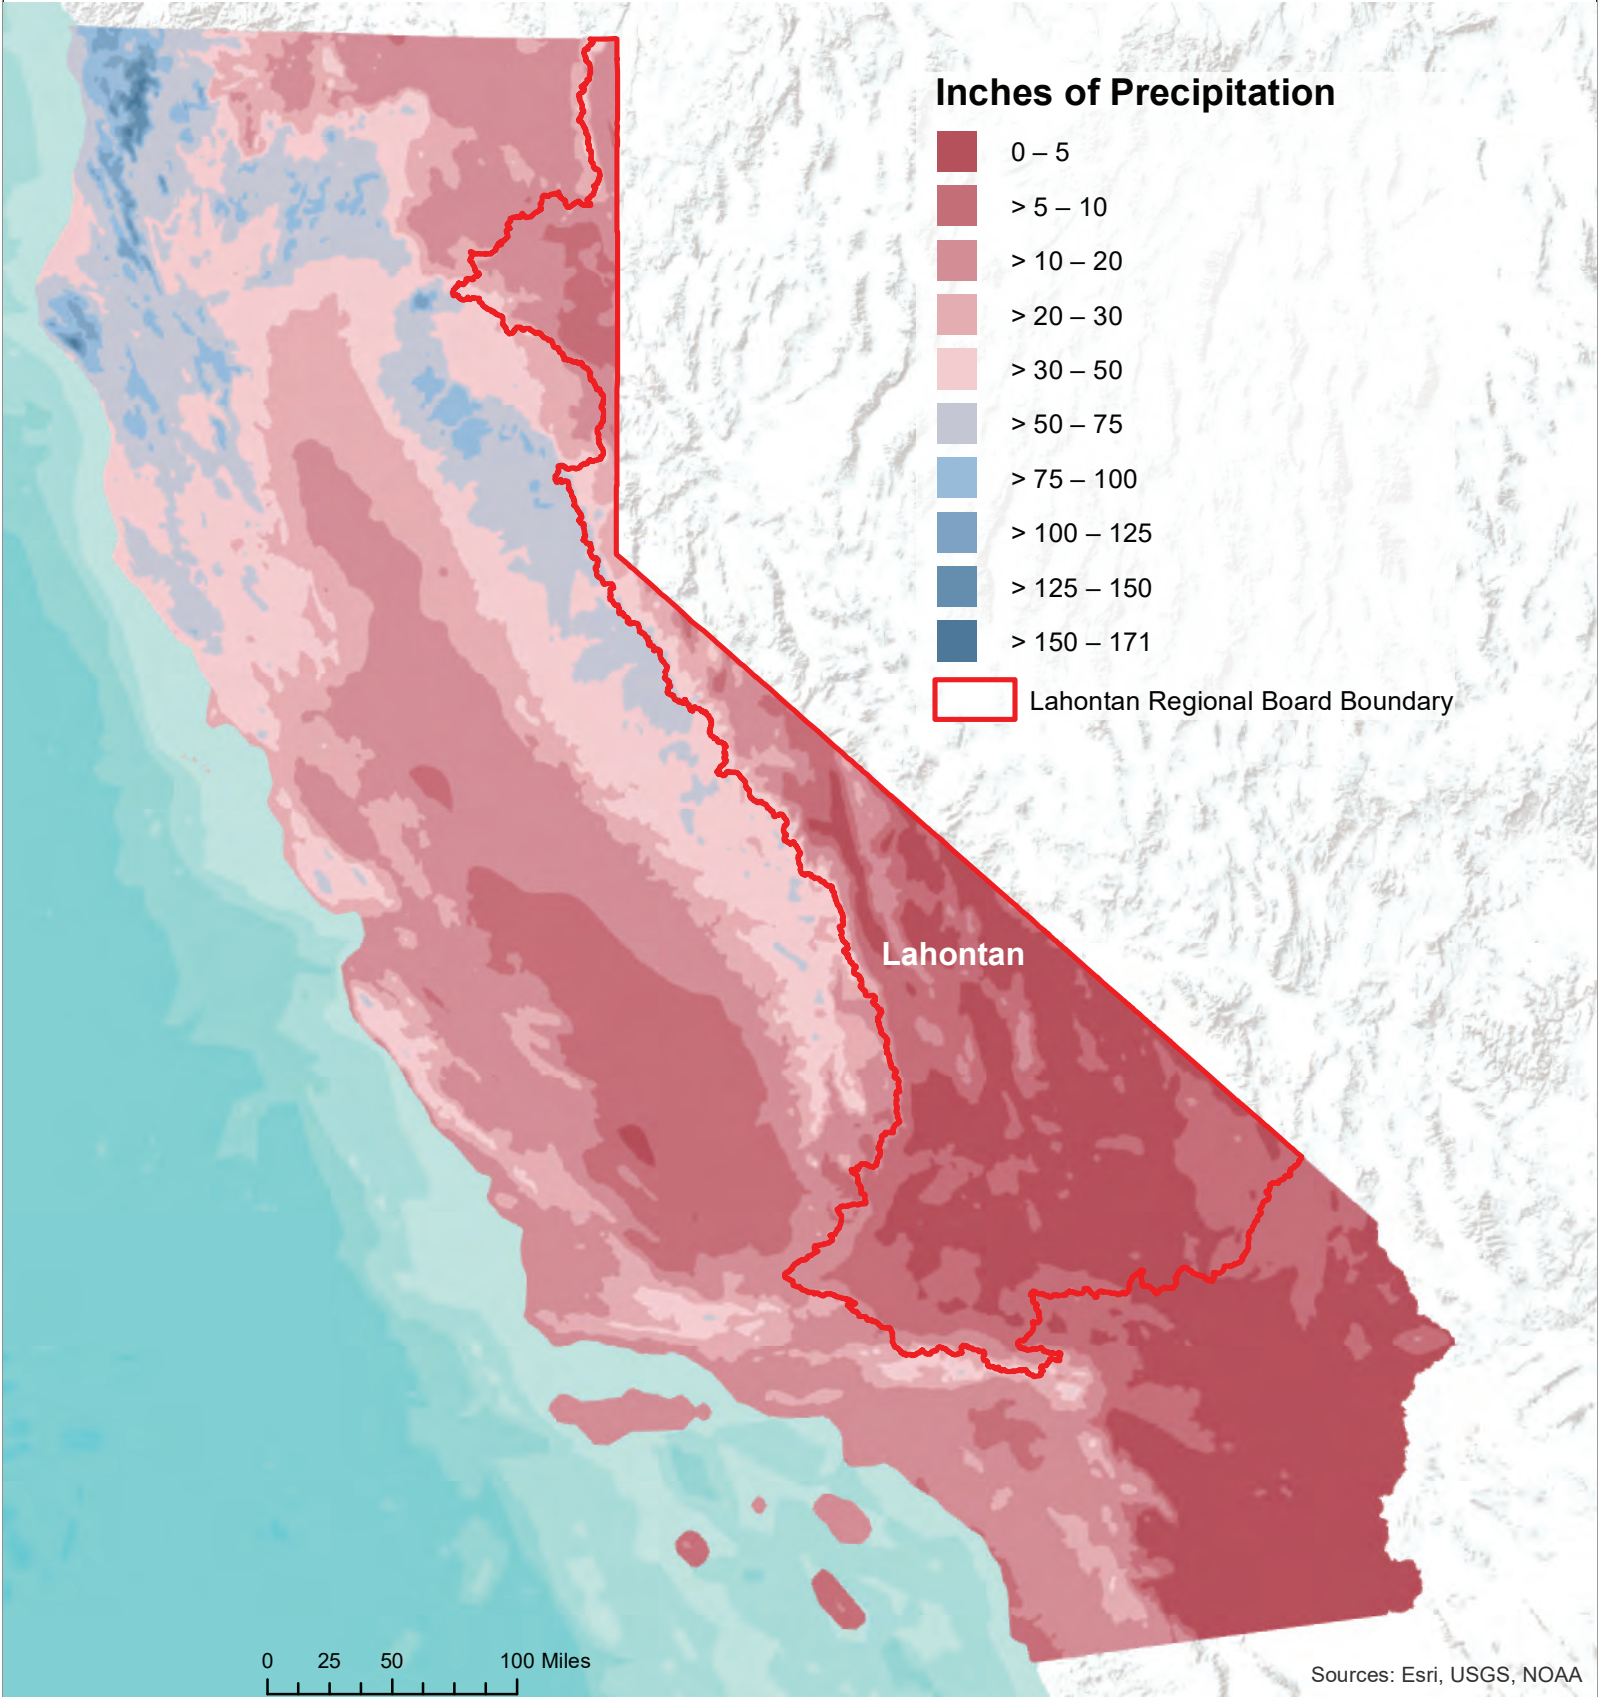 Inches of Precipitation
0 – 5
> 5 – 10
> 10 – 20
> 20 – 30
> 30 – 50
> 50 – 75
> 75 – 100
> 100 – 125
> 125 – 150
> 150 – 171
Lahontan Regional Board Boundary
Lahontan
0 25 50 100 Miles
Sources: Esri, USGS, NOAA